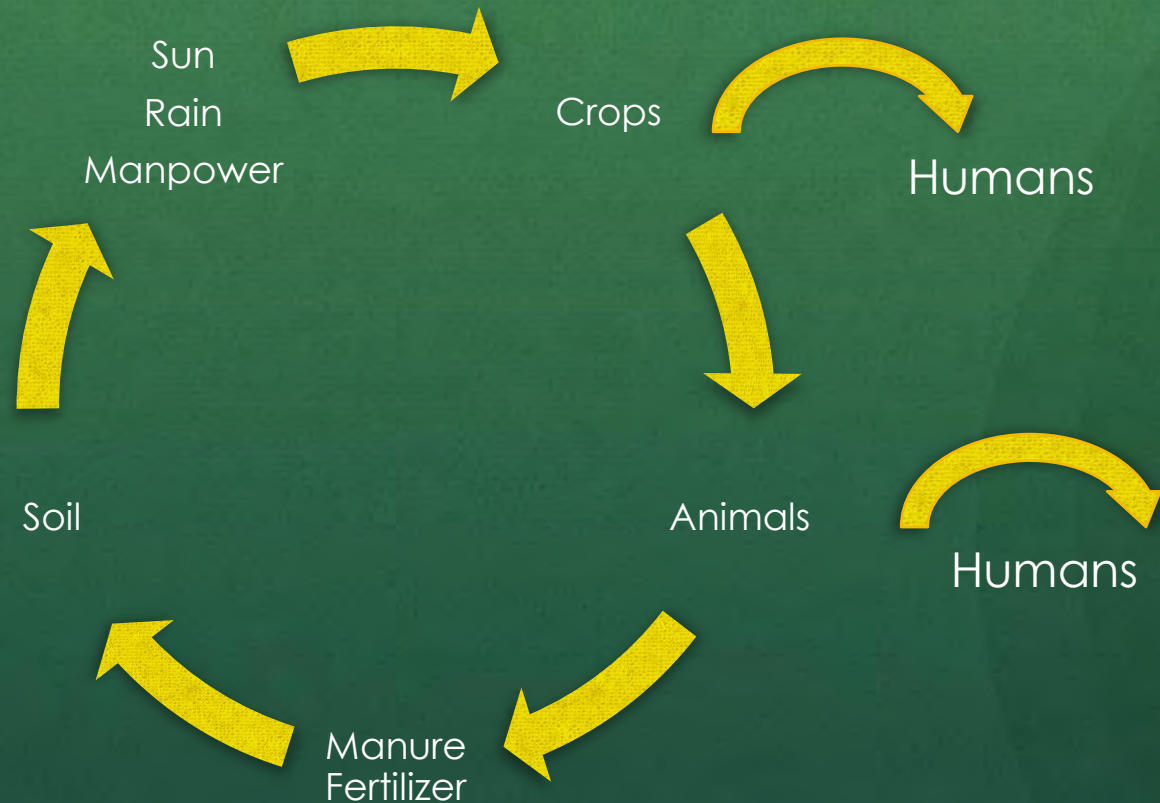 Sun
Rain
Manpower
Crops
Humans
Soil
Animals
Humans
Manure
Fertilizer